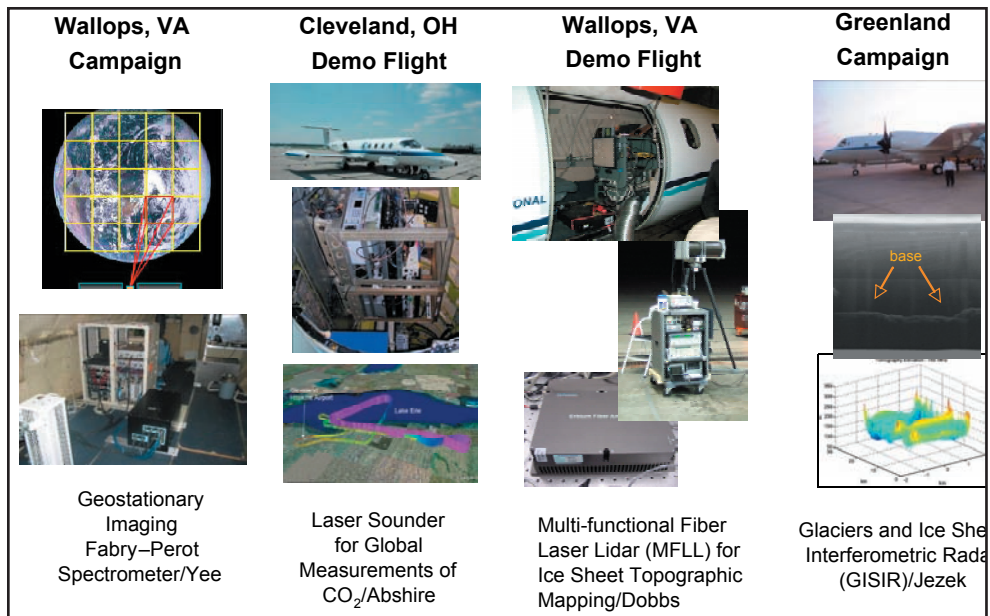 Wallops, VA
Campaign
Cleveland, OH
Demo Flight
Wallops, VA
Demo Flight
Greenland
Campaign
ONAL
base
Airport
Lake Erie
Geostationary
Imaging
Fabry–Perot
Spectrometer/Yee
Laser Sounder
for Global
Measurements of
CO₂/Abshire
Multi-functional Fiber
Laser Lidar (MFLL) for
Ice Sheet Topographic
Mapping/Dobbs
Glaciers and Ice She
Interferometric Rada
(GISIR)/Jezek